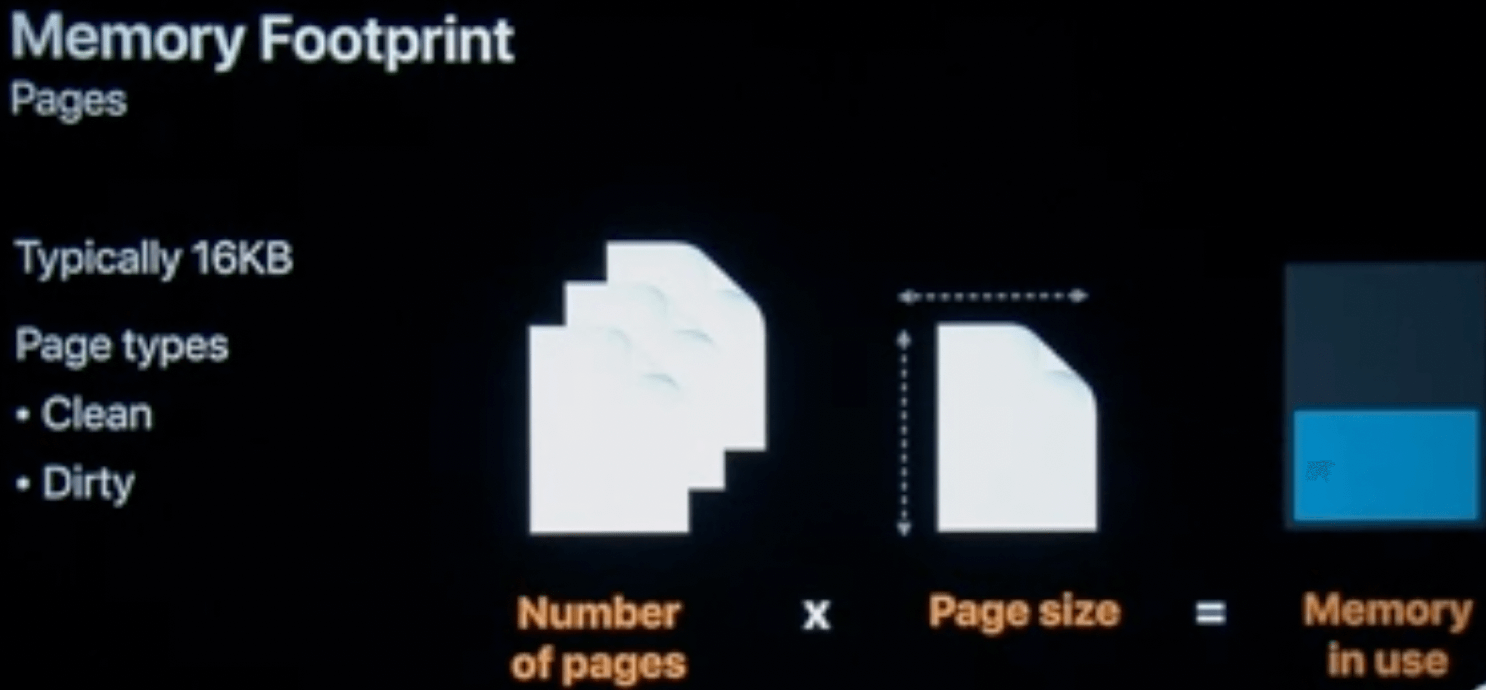 Memory Footprint
Pages
Typically 16KB
Page types
• Clean
• Dirty
Number
of pages
x
Page size
=
Memory
in use